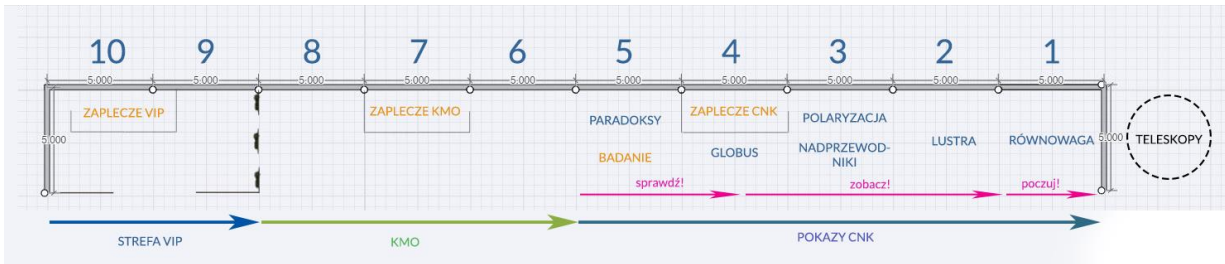 10 9 8 7 6 5 4 3 2 1
5.000 5.000 5.000 5.000 5.000 5.000 5.000 5.000 5.000 5.000
ZAPLECZE VIP ZAPLECZE KMO ZAPLECZE CNK
PARADOKSY POLARYZACJA
5.000 5.000
BADANIE GLOBUS NADPRZEWOD- LUSTRA RÓWNOWAGA TELESKOPY
NIKI
sprawdź! zobacz! poczuj!
STREFA VIP KMO POKAZY CNK